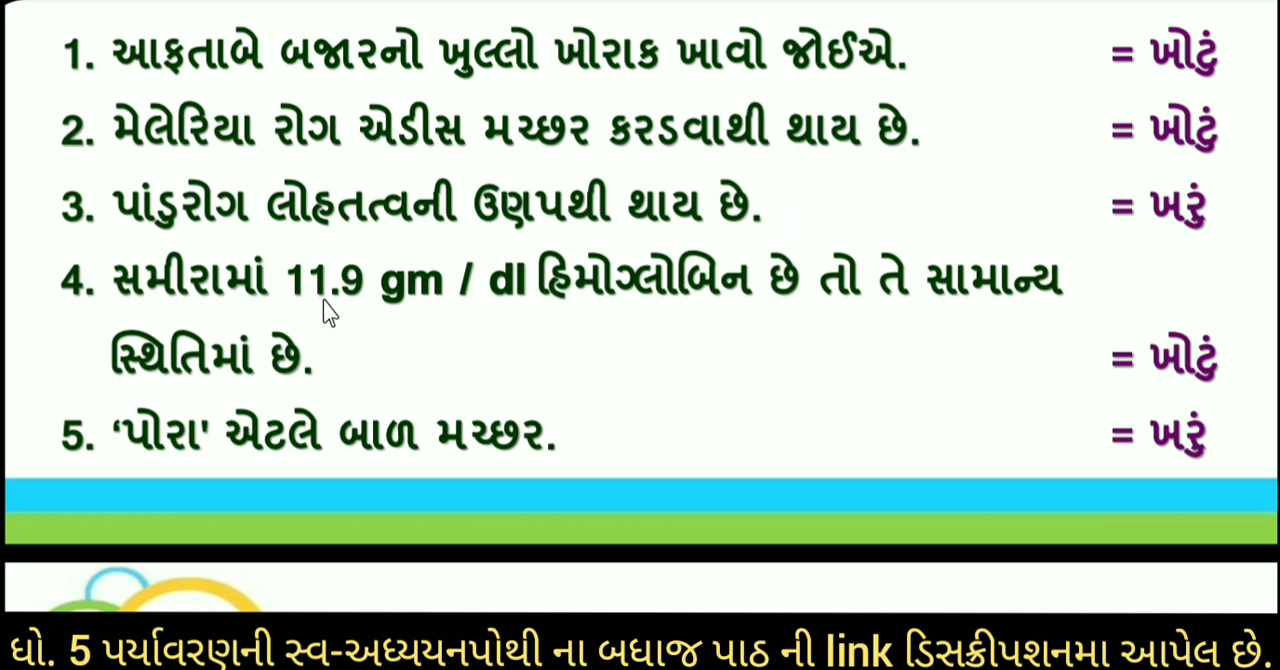 1. આફતાબે બજારનો ખુલ્લો ખોરાક ખાવો જોઈએ. = ખોટું
2. મેલેરિયા રોગ એડીસ મચ્છર કરડવાથી થાય છે. = ખોટું
3. પાંડુરોગ લોહતત્વની ઉણપથી થાય છે. = ખરું
4. સમીરામાં 11.9 gm / dl હિમોગ્લોબિન છે તો તે સામાન્ય
સ્થિતિમાં છે. = ખોટું
5. ‘પોરા' એટલે બાળ મચ્છર. = ખરું
ધો. 5 પર્યાવરણની સ્વ-અધ્યયનપોથી ના બધાજ પાઠ ની link ડિસક્રીપશનમા આપેલ છે.